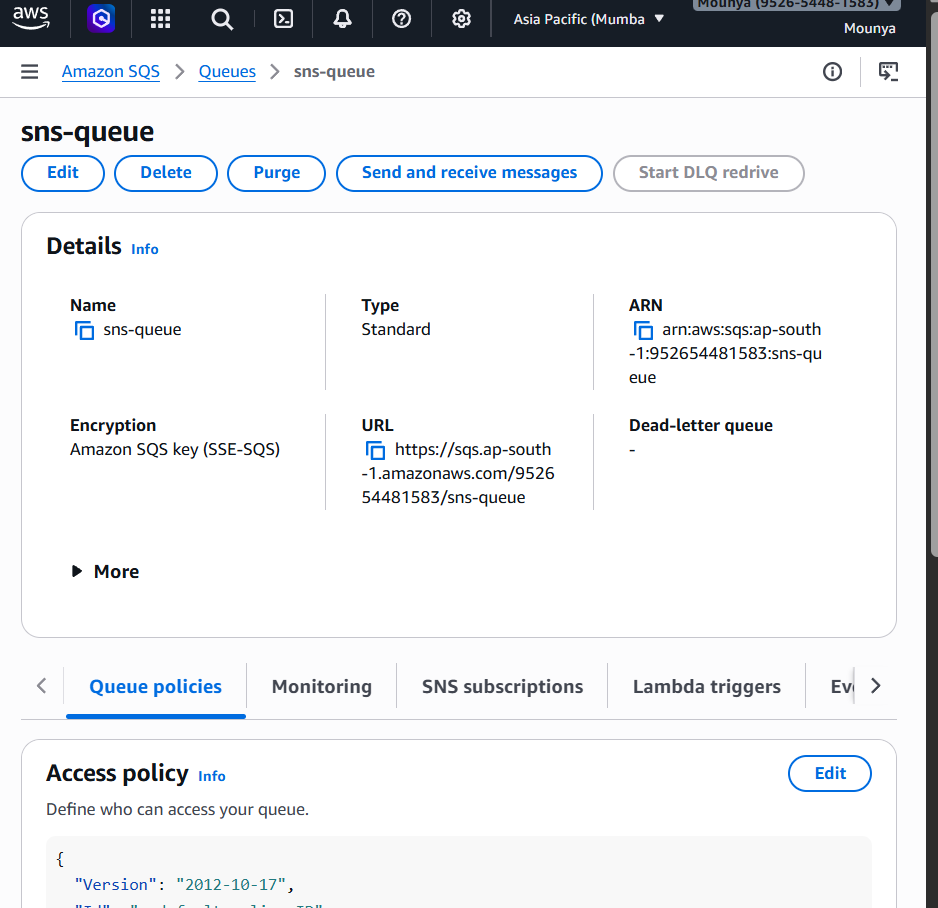 aws
Asia Pacific (Mumba
Mounya (9526-5448-1583)
Mounya
Amazon SQS
Queues
sns-queue
sns-queue
Edit
Delete
Purge
Send and receive messages
Start DLQ redrive
Details Info
Name
sns-queue
Type
Standard
ARN
arn:aws:sqs:ap-south
-1:952654481583:sns-qu
eue
Encryption
Amazon SQS key (SSE-SQS)
URL
https://sqs.ap-south
-1.amazonaws.com/9526
54481583/sns-queue
Dead-letter queue
-
More
Queue policies
Monitoring
SNS subscriptions
Lambda triggers
Ev
Access policy Info
Edit
Define who can access your queue.
{
"Version": "2012-10-17",